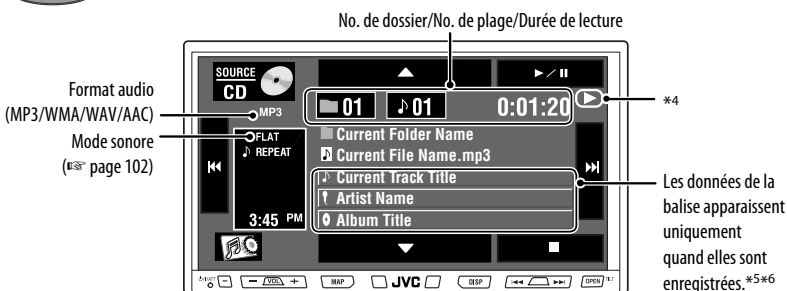 No. de dossier/No. de plage/Durée de lecture
SOURCE
CD
MP3
01
01
0:01:20
*4
Format audio
(MP3/WMA/WAV/AAC)
Mode sonore
(☞ page 102)
FLAT
REPEAT
3:45 PM
Current Folder Name
Current File Name.mp3
Current Track Title
Artist Name
Album Title
Les données de la
balise apparaissent
uniquement
quand elles sont
enregistrées.*5*6
− VOL +
MAP
JVC
DISP
OPEN